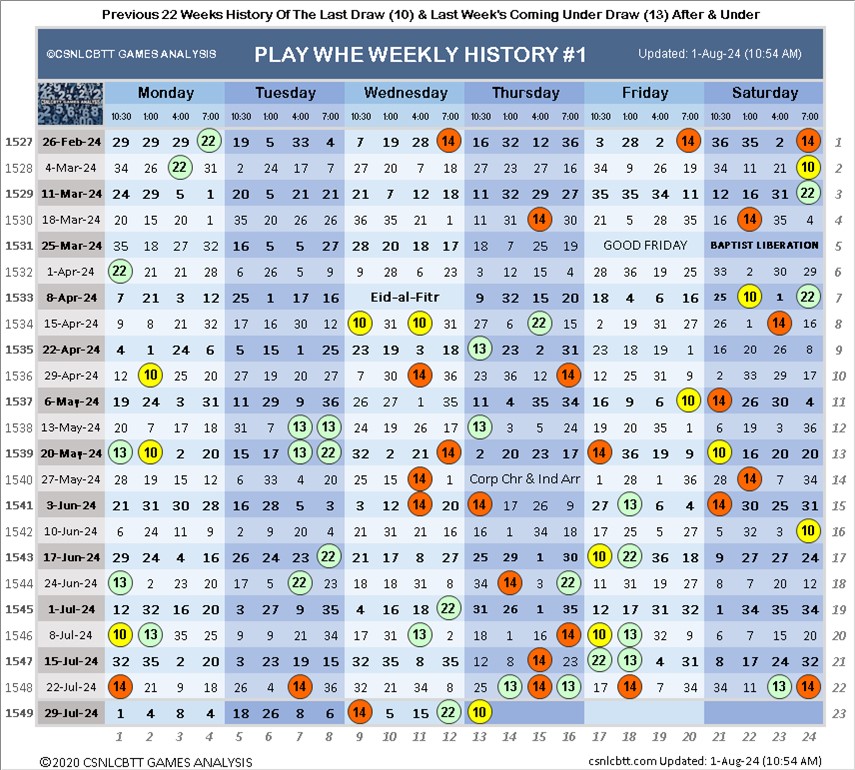 Previous 22 Weeks History Of The Last Draw (10) & Last Week's Coming Under Draw (13) After & Under
©CSNLCBTT GAMES ANALYSIS PLAY WHE WEEKLY HISTORY #1 Updated: 1-Aug-24 (10:54 AM)
CSNLCBTT GAMES ANALYSIS
Monday Tuesday Wednesday Thursday Friday Saturday
10:30 1:00 4:00 7:00 10:30 1:00 4:00 8:00 10:30 1:00 4:00 7:00 10:30 1:00 4:00 7:00 10:30 1:00 4:00 7:00 10:30 1:00 4:00 7:00
1527 26-Feb-24 29 29 29 22 19 5 33 4 7 19 28 14 16 32 12 36 3 28 20 14 36 35 2 14 1
1528 4-Mar-24 34 26 22 31 2 24 17 7 27 20 7 18 27 23 27 16 34 9 26 19 34 11 21 10 2
1529 11-Mar-24 24 29 5 1 20 5 21 21 21 7 12 18 11 32 29 27 35 35 34 11 12 16 31 22 3
1530 18-Mar-24 20 15 20 1 35 20 26 26 36 35 21 1 11 31 14 30 21 5 28 35 16 14 35 4 4
1531 25-Mar-24 35 18 27 32 16 5 5 27 28 20 18 17 18 7 25 19 GOOD FRIDAY BAPTIST LIBERATION 5
1532 1-Apr-24 22 21 21 28 6 26 5 9 9 28 6 23 3 12 15 4 28 36 19 25 33 2 30 29 6
1533 8-Apr-24 7 21 3 12 25 1 17 16 Eid-al-Fitr 9 32 15 20 18 4 6 16 25 10 1 22 7
1534 15-Apr-24 9 8 21 32 17 16 30 12 10 31 10 31 27 6 22 15 2 19 31 27 26 1 14 16 8
1535 22-Apr-24 4 1 24 6 5 15 1 25 23 19 3 18 13 23 2 31 23 18 19 1 16 20 26 8 9
1536 29-Apr-24 12 10 25 20 27 19 20 27 7 30 14 36 23 36 12 14 12 25 31 9 2 33 29 17 10
1537 6-May-24 19 24 3 31 11 29 9 36 26 27 1 35 11 4 35 34 16 9 6 10 14 26 30 4 11
1538 13-May-24 20 7 17 18 31 7 13 13 24 19 26 17 13 3 5 24 19 20 35 1 6 19 3 36 12
1539 20-May-24 13 10 2 20 15 17 13 22 32 2 21 14 2 20 23 17 14 36 19 9 10 16 20 20 13
1540 27-May-24 28 19 15 12 6 33 4 20 25 15 14 1 Corp Chr & Ind Arr 1 28 1 36 28 14 7 34 14
1541 3-Jun-24 21 31 30 28 16 28 5 3 3 12 14 20 14 17 26 9 27 13 6 4 14 30 25 31 15
1542 10-Jun-24 6 24 11 9 2 9 20 4 21 31 21 16 16 1 34 18 17 25 5 27 5 32 3 10 16
1543 17-Jun-24 29 24 4 16 26 24 23 22 21 17 8 27 25 29 1 30 10 22 36 18 9 27 27 24 17
1544 24-Jun-24 13 2 23 20 17 5 22 23 18 18 31 8 34 14 3 22 11 31 19 27 8 7 20 12 18
1545 1-Jul-24 12 32 16 20 3 27 9 35 4 16 18 22 31 26 1 35 12 17 31 32 1 34 35 34 19
1546 8-Jul-24 10 13 35 25 9 9 21 34 17 31 13 2 18 1 16 14 10 13 32 9 6 7 15 20 20
1547 15-Jul-24 32 35 2 20 3 23 19 15 32 35 8 35 12 8 14 23 22 13 4 31 8 17 24 32 21
1548 22-Jul-24 14 21 9 18 26 4 14 36 32 21 34 8 25 13 14 13 17 14 7 34 11 22 13 14 22
1549 29-Jul-24 1 4 8 4 18 26 8 6 14 5 15 22 10 23
1 2 3 4 5 6 7 8 9 10 11 12 13 14 15 16 17 18 19 20 21 22 23 24
©2020 CSNLCBTT GAMES ANALYSIS csnlcbtt.com Updated: 1-Aug-24 (10:54 AM)